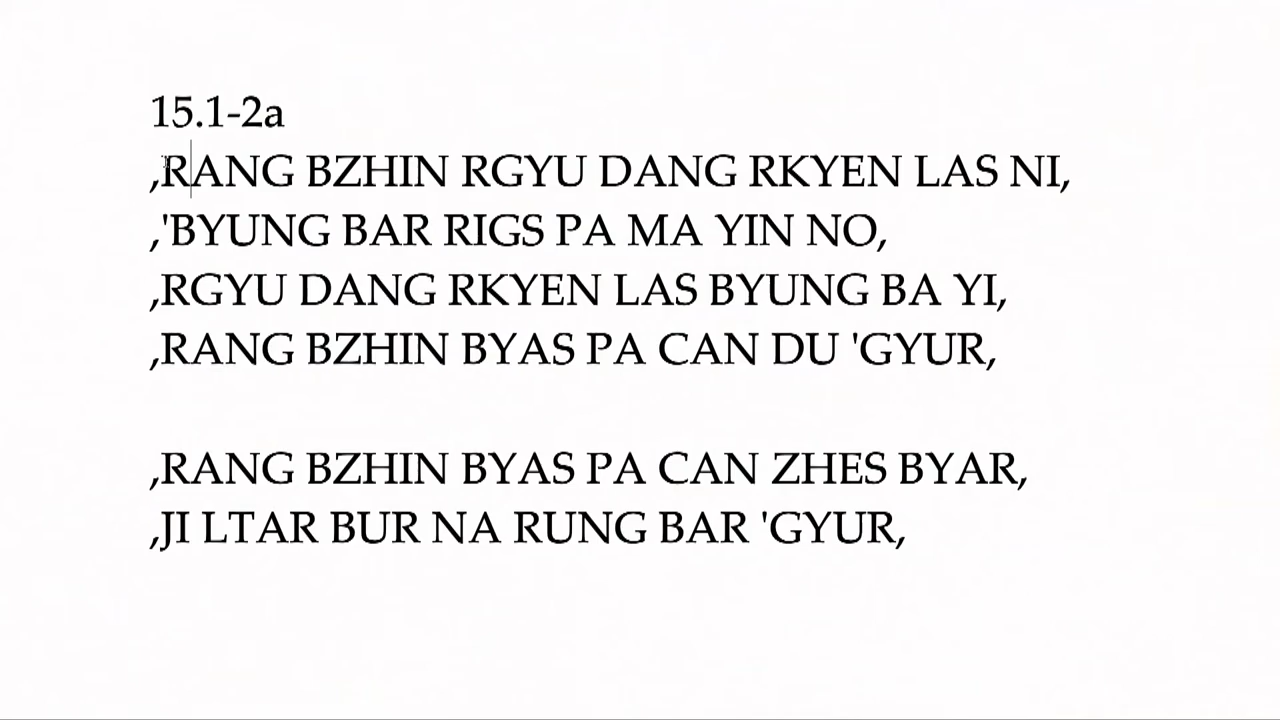 15.1-2a
,RANG BZHIN RGYU DANG RKYEN LAS NI,
,'BYUNG BAR RIGS PA MA YIN NO,
,RGYU DANG RKYEN LAS BYUNG BA YI,
,RANG BZHIN BYAS PA CAN DU 'GYUR,
,RANG BZHIN BYAS PA CAN ZHES BYAR,
,JI LTAR BUR NA RUNG BAR 'GYUR,